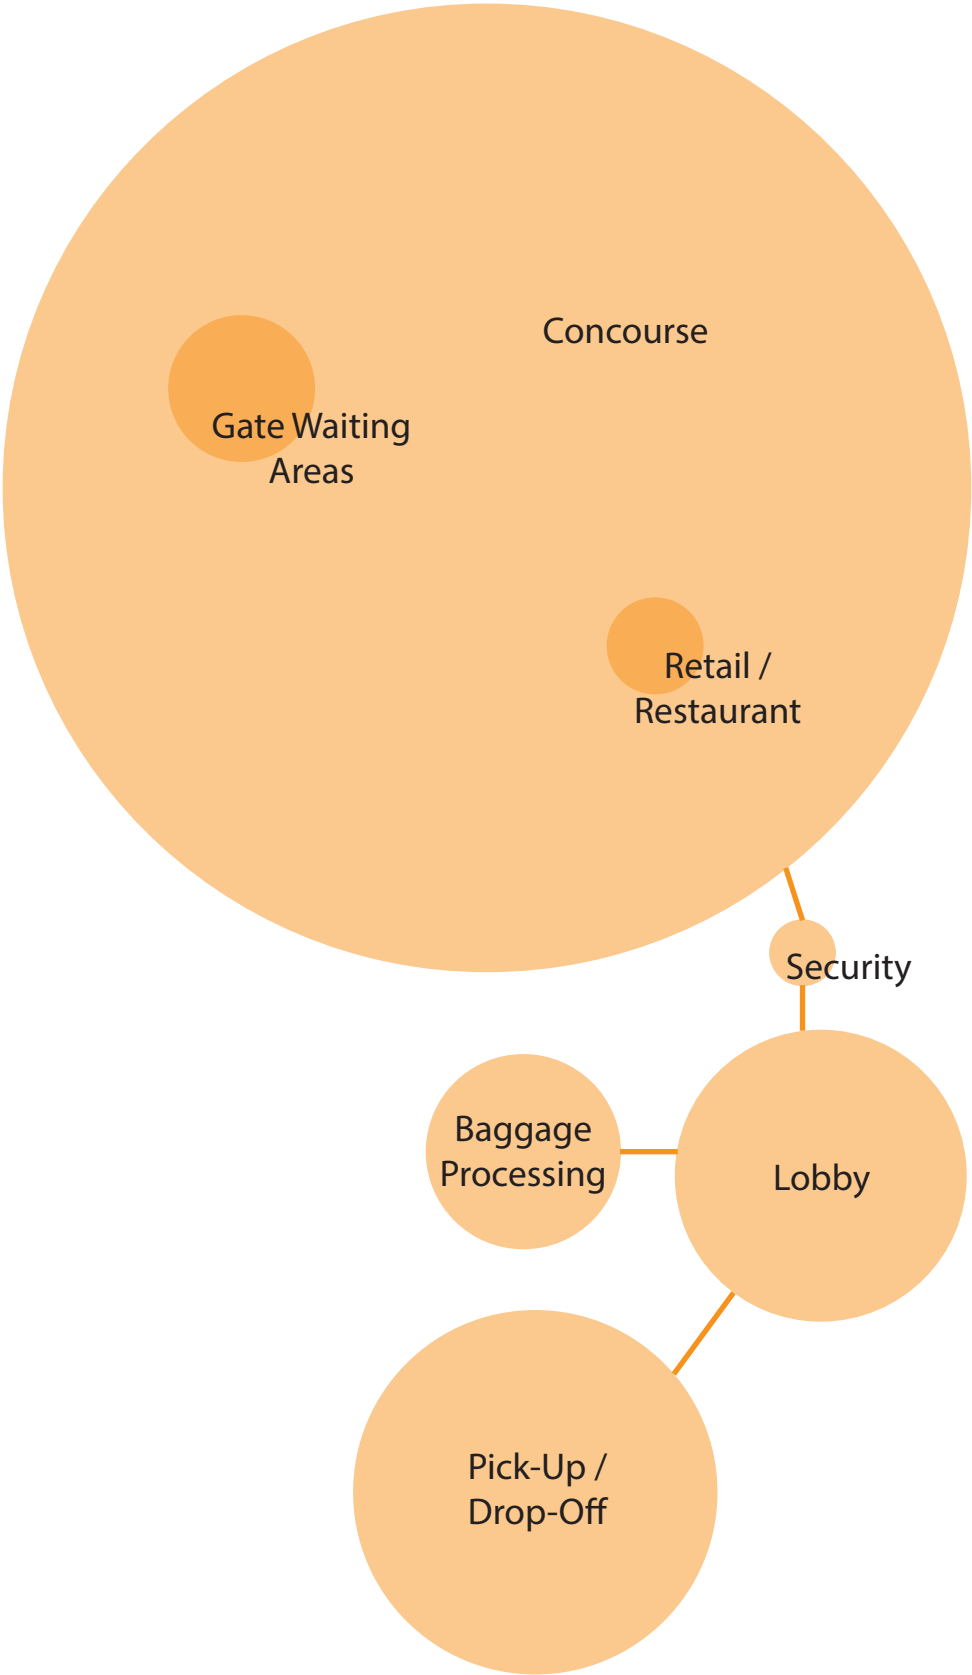 Concourse
Gate Waiting
Areas
Retail /
Restaurant
Security
Baggage
Processing
Lobby
Pick-Up /
Drop-Off